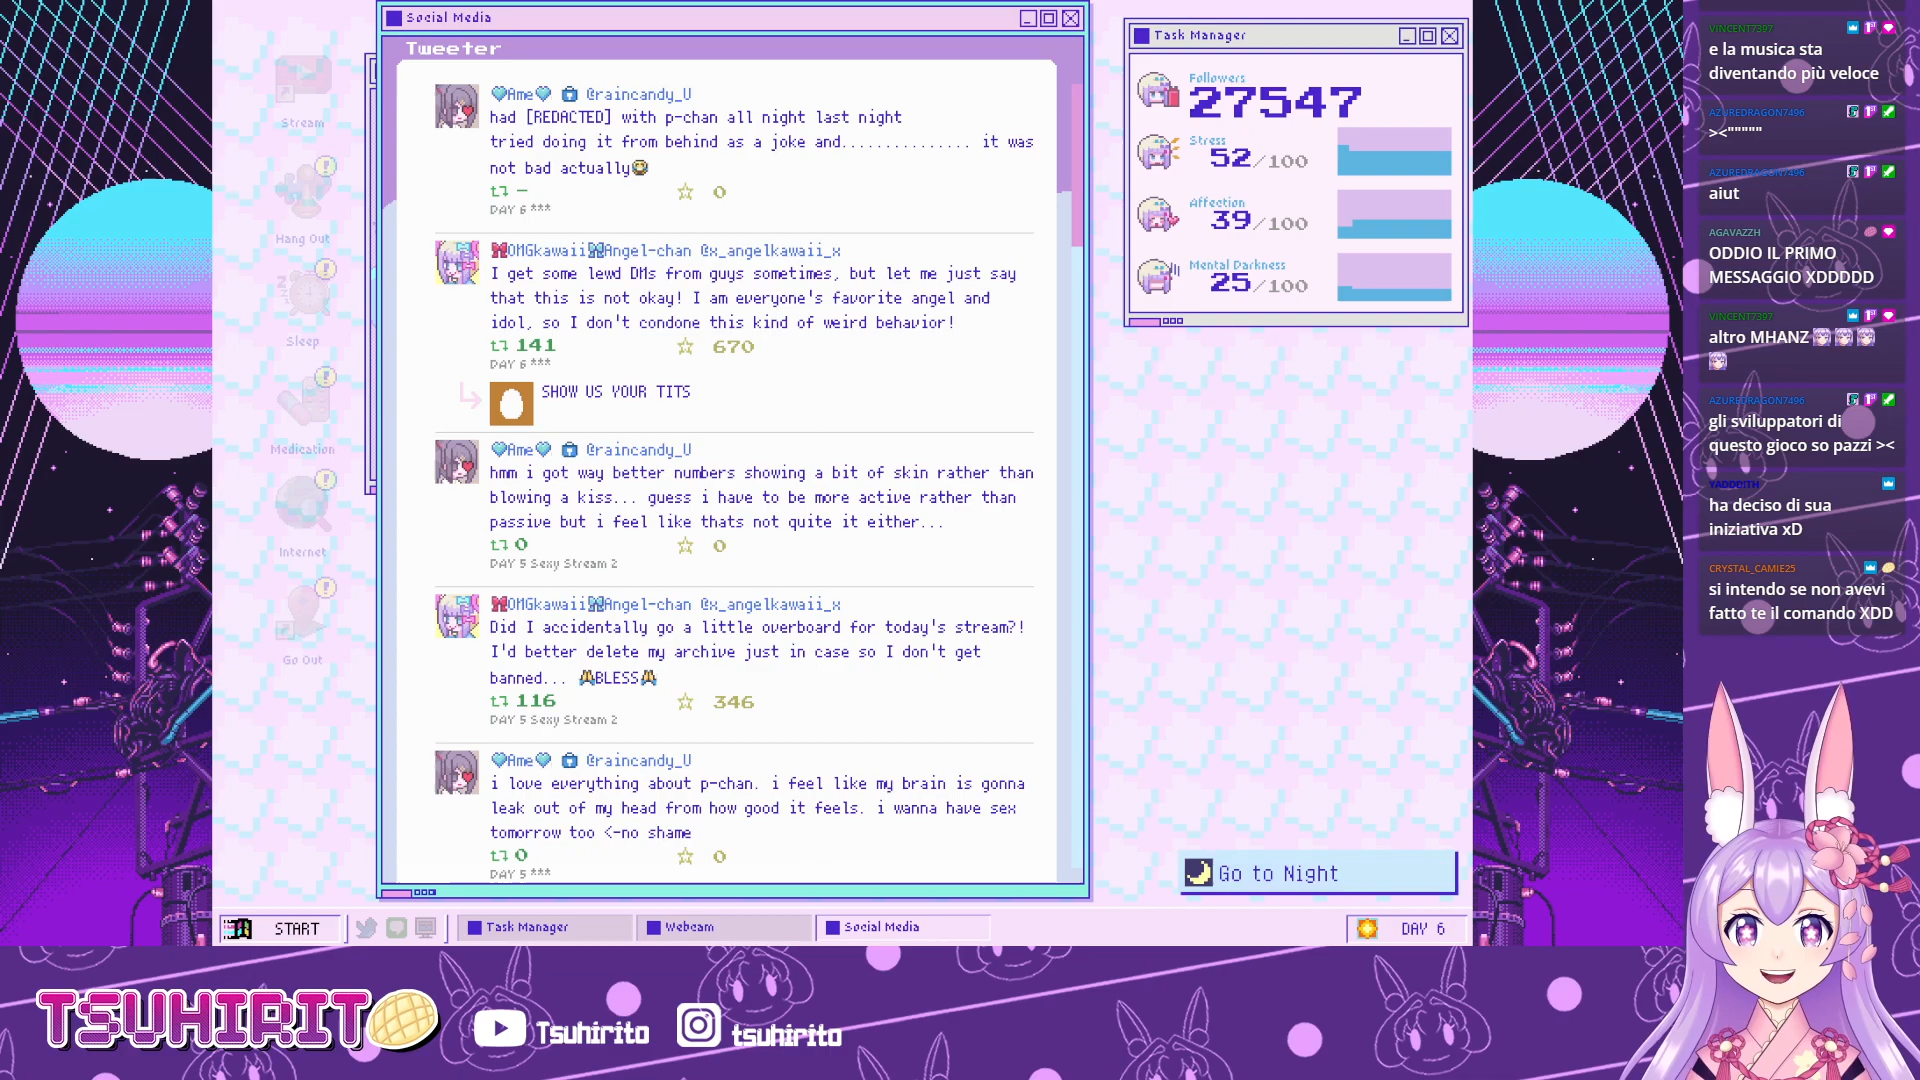 Social Media
Tweeter
Ame @raincandy_U
had [REDACTED] with p-chan all night last night
tried doing it from behind as a joke and............... it was
not bad actually
–
0
DAY 6 ***
OMGkawaii Angel-chan @x_angelkawaii_x
I get some lewd DMs from guys sometimes, but let me just say
that this is not okay! I am everyone's favorite angel and
idol, so I don't condone this kind of weird behavior!
141
670
DAY 6 ***
SHOW US YOUR TITS
Ame @raincandy_U
hmm i got way better numbers showing a bit of skin rather than
blowing a kiss... guess i have to be more active rather than
passive but i feel like thats not quite it either...
0
0
DAY 5 Sexy Stream 2
OMGkawaii Angel-chan @x_angelkawaii_x
Did I accidentally go a little overboard for today's stream?!
I'd better delete my archive just in case so I don't get
banned... BLESS
116
346
DAY 5 Sexy Stream 2
Ame @raincandy_U
i love everything about p-chan. i feel like my brain is gonna
leak out of my head from how good it feels. i wanna have sex
tomorrow too <-no shame
0
0
DAY 5 ***
Stream
Hang Out
Sleep
Medication
Internet
Go Out
Task Manager
Followers
27547
Stress
52/100
Affection
39/100
Mental Darkness
25/100
Go to Night
START
Task Manager
Webcam
Social Media
DAY 6
VINCENT7397
e la musica sta
diventando più veloce
AZUREDRAGON7496
><"""""
AZUREDRAGON7496
aiut
AGAVAZZH
ODDIO IL PRIMO
MESSAGGIO XDDDDD
VINCENT7397
altro MHANZ
AZUREDRAGON7496
gli sviluppatori di
questo gioco so pazzi ><
YADDBITH
ha deciso di sua
iniziativa xD
CRYSTAL_CAMIE25
si intendo se non avevi
fatto te il comando XDD
TSUHIRITO
Tsuhirito
tsuhirito